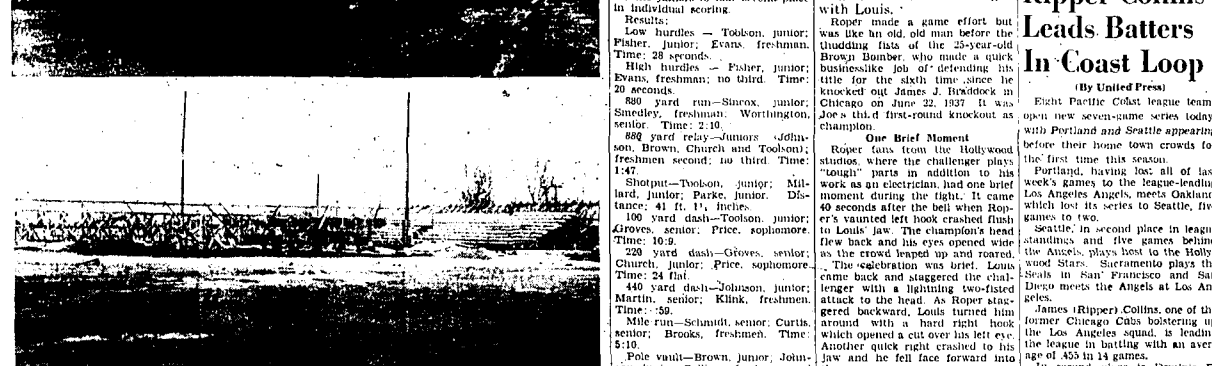 in individual scoring.
Results:
Low hurdles — Toolson, junior;
Fisher, junior; Evans, freshman.
Time: 28 seconds.
High hurdles — Fisher, junior;
Evans, freshman; no third. Time:
20 seconds.
880 yard run—Sincox, junior;
Smedley, freshman; Worthington,
senior. Time: 2:10.
880 yard relay—Juniors (John-
son, Brown, Church and Toolson);
freshmen second; no third. Time:
1:47.
Shotput—Toolson, junior; Mil-
lard, junior; Parke, junior. Dis-
tance: 41 ft. inches.
100 yard dash—Toolson, junior;
Groves, senior; Price, sophomore.
Time: 10:9.
220 yard dash—Groves, senior;
Church, junior; Price, sophomore.
Time: 24 flat.
440 yard dash—Johnson, junior;
Martin, senior; Klink, freshmen.
Time: :59.
Mile run—Schmidt, senior; Curtis,
senior; Brooks, freshmen. Time:
5:10.
Pole vault—Brown, junior; John-
with Louis.
Roper made a game effort but
was like an old, old man before the
thudding fists of the 25-year-old
Brown Bomber, who made a quick
businesslike job of defending his
title for the sixth time since he
knocked out James J. Braddock in
Chicago on June 22, 1937 It was
Joe's third first-round knockout as
champion.
One Brief Moment
Roper fans from the Hollywood
studios, where the challenger plays
"tough" parts in addition to his
work as an electrician, had one brief
moment during the fight. It came
40 seconds after the bell when Rop-
er's vaunted left hook crashed flush
to Louis' jaw. The champion's head
flew back and his eyes opened wide
as the crowd leaped up and roared.
The celebration was brief. Louis
came back and staggered the chal-
lenger with a lightning two-fisted
attack to the head. As Roper stag-
gered backward, Louis turned him
around with a hard right hook
which opened a cut over his left eye.
Another quick right crashed to his
jaw and he fell face forward into
Ripper Collins
Leads Batters
In Coast Loop
(By United Press)
Eight Pacific Coast league team
open new seven-game series today
with Portland and Seattle appearing
before their home town crowds fo
the first time this season.
Portland, having lost all of las
week's games to the league-leadin
Los Angeles Angels, meets Oakland
which lost its series to Seattle, five
games to two.
Seattle, in second place in leagu
standings and five games behind
the Angels, plays host to the Holly
wood Stars. Sacramento plays th
Seals in San Francisco and Sa
Diego meets the Angels at Los An
geles.
James (Ripper) Collins, one of th
former Chicago Cubs bolstering u
the Los Angeles squad, is leadin
the league in batting with an aver
age of .455 in 14 games.